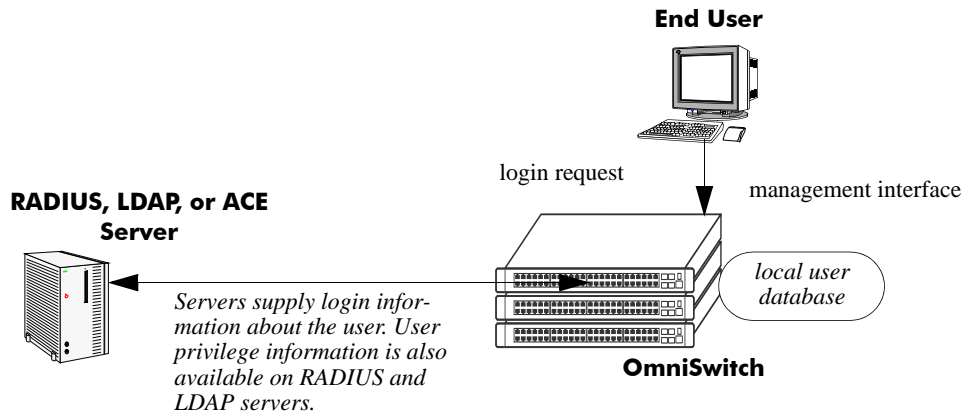 End User
login request
management interface
RADIUS, LDAP, or ACE
Server
local user
database
Servers supply login infor-
mation about the user. User
privilege information is also
available on RADIUS and
LDAP servers.
OmniSwitch